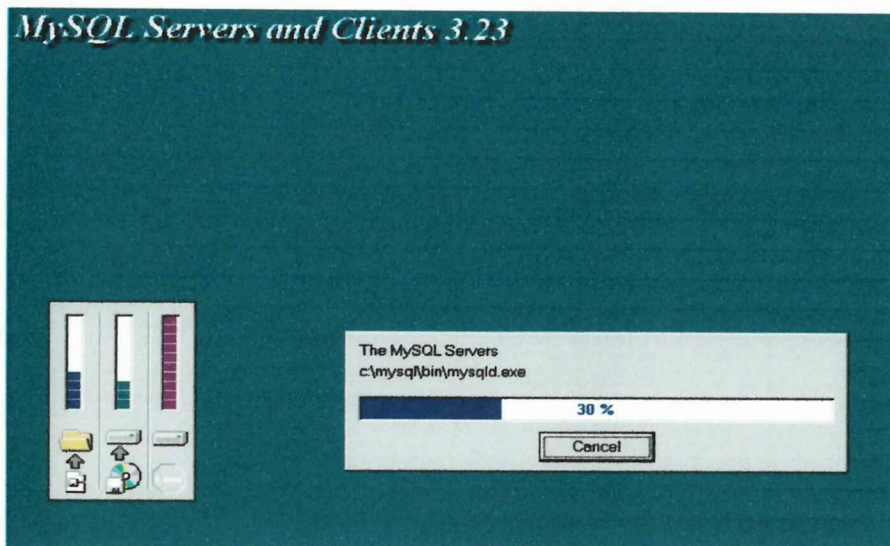 MySQL Servers and Clients 3.23
The MySQL Servers
c:\mysql\bin\mysqld.exe
30 %
Cancel